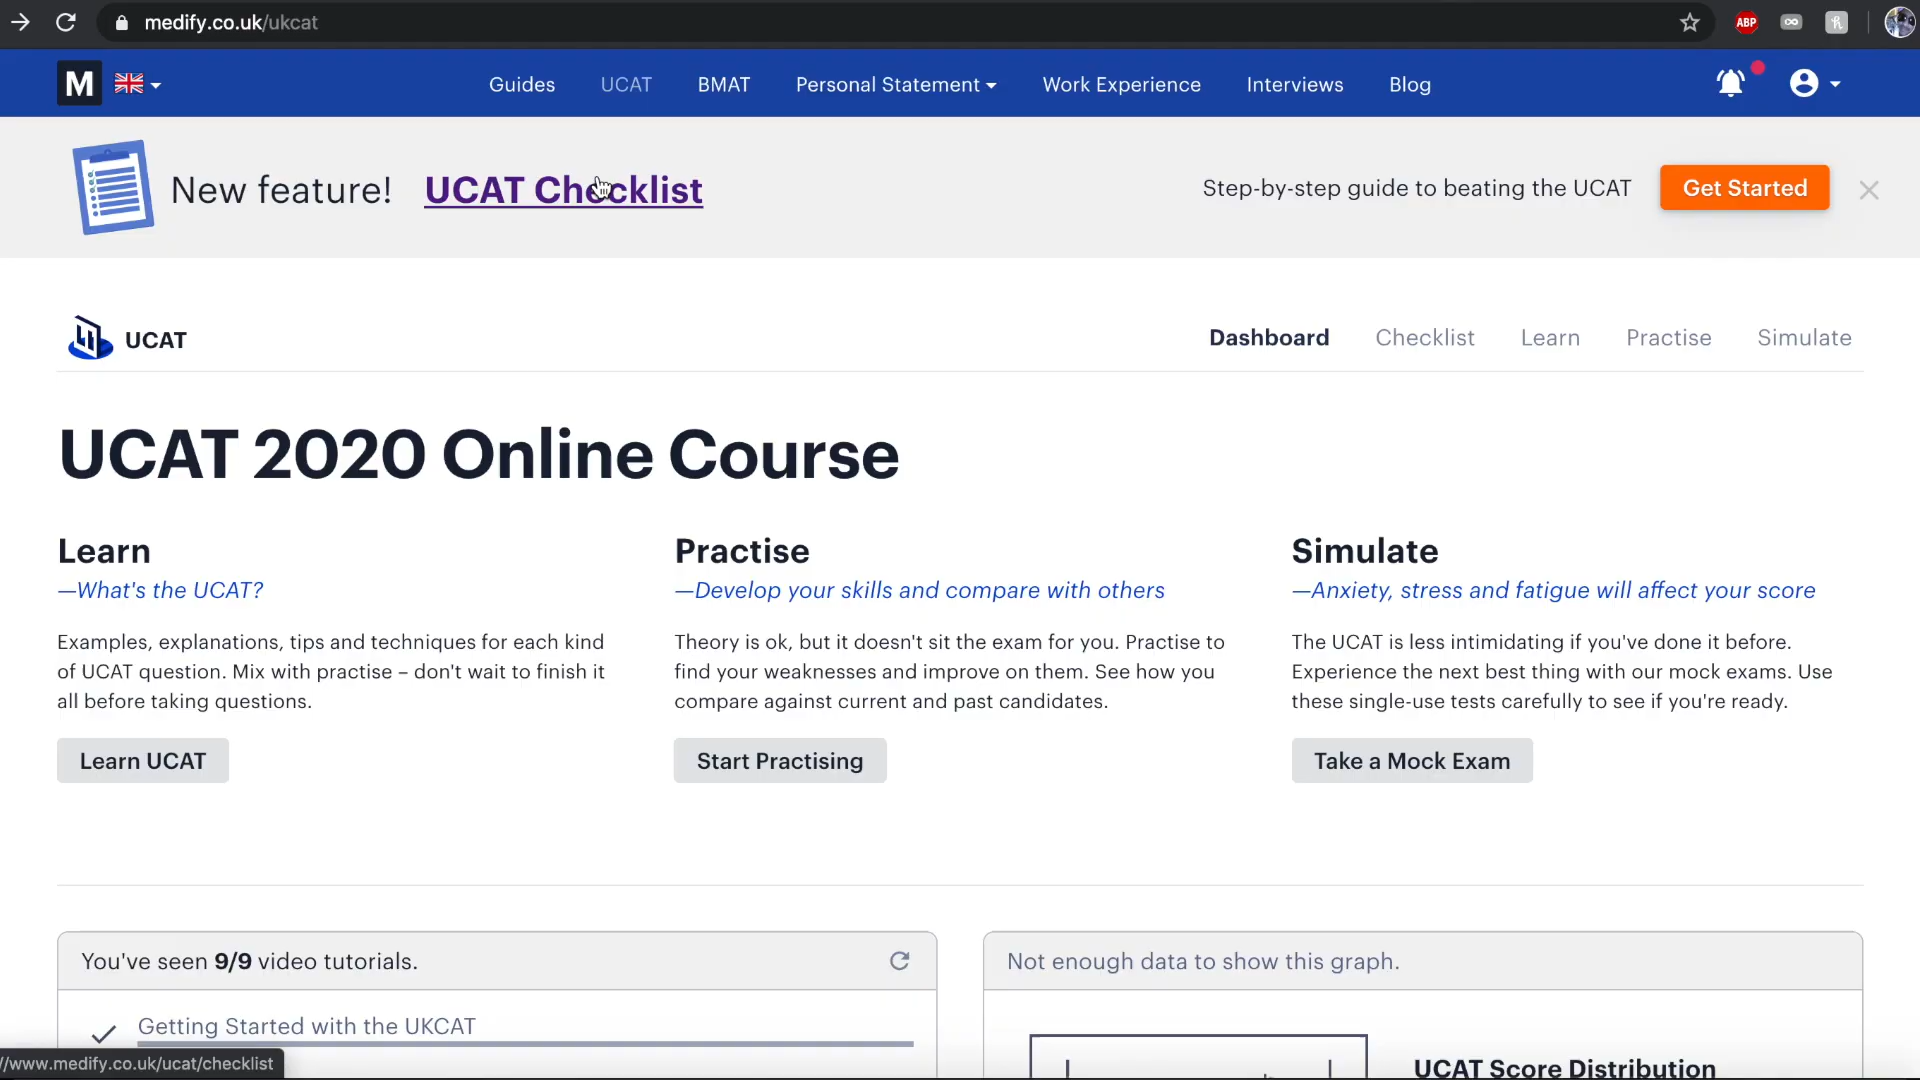 medify.co.uk/ukcat
ABP
M
Guides
UCAT
BMAT
Personal Statement
Work Experience
Interviews
Blog
New feature! UCAT Checklist
Step-by-step guide to beating the UCAT
Get Started
UCAT
Dashboard
Checklist
Learn
Practise
Simulate
UCAT 2020 Online Course
Learn
—What's the UCAT?
Examples, explanations, tips and techniques for each kind
of UCAT question. Mix with practise – don't wait to finish it
all before taking questions.
Learn UCAT
Practise
—Develop your skills and compare with others
Theory is ok, but it doesn't sit the exam for you. Practise to
find your weaknesses and improve on them. See how you
compare against current and past candidates.
Start Practising
Simulate
—Anxiety, stress and fatigue will affect your score
The UCAT is less intimidating if you've done it before.
Experience the next best thing with our mock exams. Use
these single-use tests carefully to see if you're ready.
Take a Mock Exam
You've seen 9/9 video tutorials.
Getting Started with the UKCAT
Not enough data to show this graph.
UCAT Score Distribution
//www.medify.co.uk/ucat/checklist